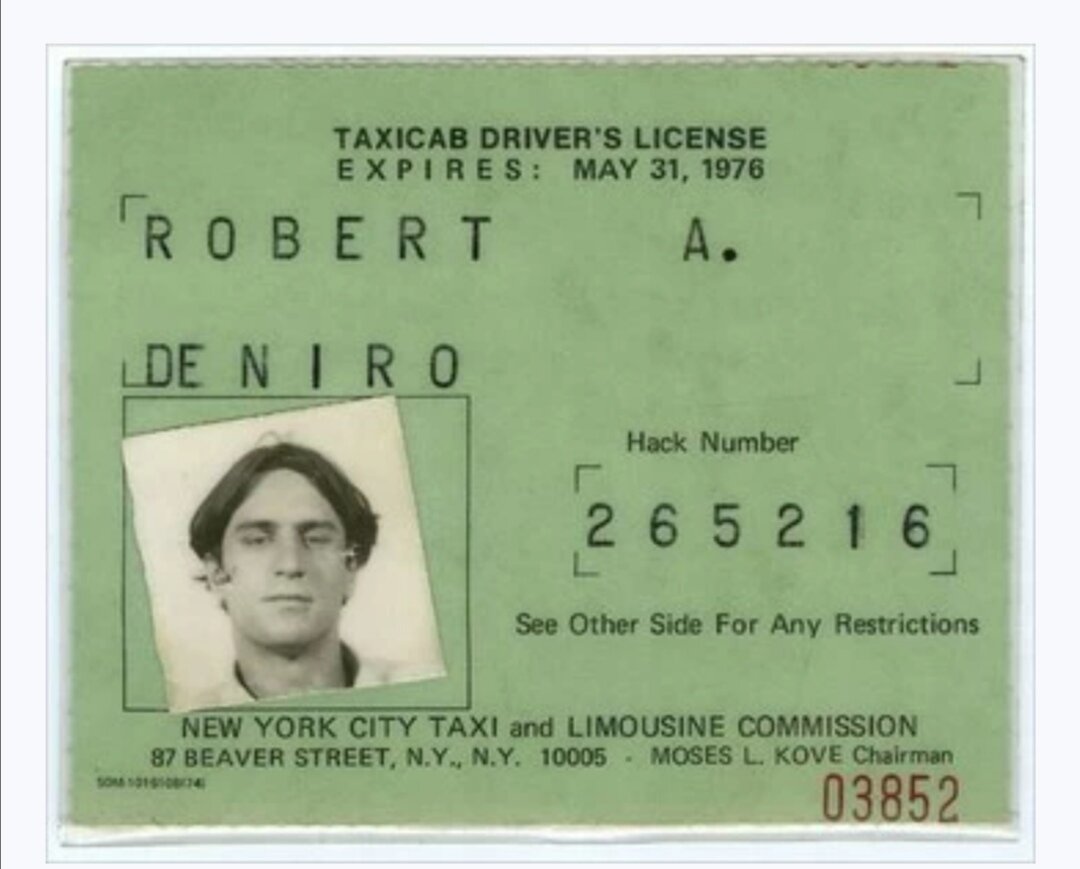 TAXICAB DRIVER'S LICENSE
EXPIRES: MAY 31, 1976
ROBERT A.
DE NIRO
Hack Number
265216
See Other Side For Any Restrictions
NEW YORK CITY TAXI and LIMOUSINE COMMISSION
87 BEAVER STREET, N.Y., N.Y. 10005 - MOSES L. KOVE Chairman
03852